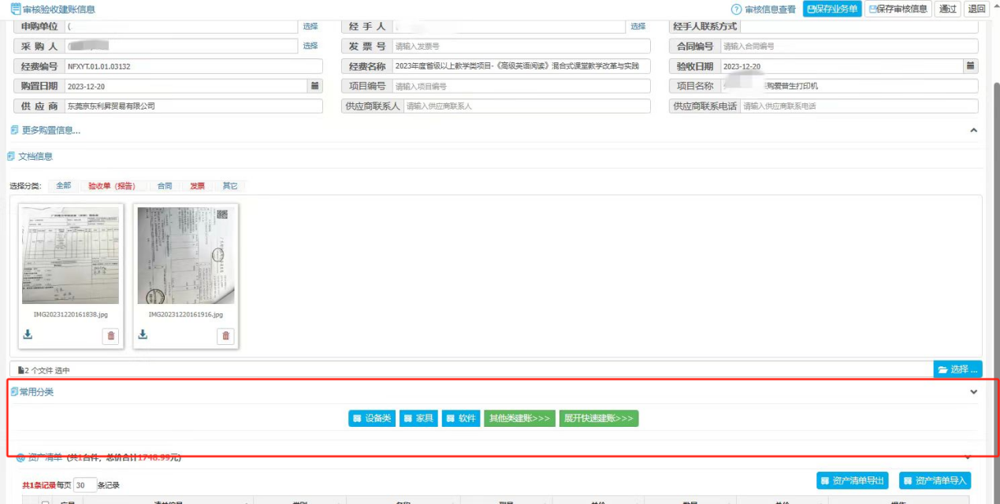 审核验收建账信息 审核信息查看 保存业务单 保存审核信息 通过 退回
申购单位 ( 选择 经 手 人 选择 经手人联系方式
采 购 人 选择 发 票 号 请输入发票号 合同编号 请输入合同编号
经费编号 NFXYT.01.01.03132 经费名称 2023年度省级以上教学类项目-《高级英语阅读》混合式课堂教学改革与实践 验收日期 2023-12-20
购置日期 2023-12-20 项目编号 请输入项目编号 项目名称 购爱普生打印机
供 应 商 东莞京东利昇贸易有限公司 供应商联系人 请输入供应商联系人 供应商联系电话 请输入供应商联系电话
更多购置信息...
文档信息
选择分类: 全部 验收单（报告） 合同 发票 其它
IMG20231220161838.jpg IMG20231220161916.jpg
2 个文件 选中 选择 ...
常用分类
设备类 家具 软件 其他类建账>>> 展开快速建账>>>
资产清单 (共1台件，总价合计1748.99元)
共1条记录每页 30 条记录 资产清单导出 资产清单导入